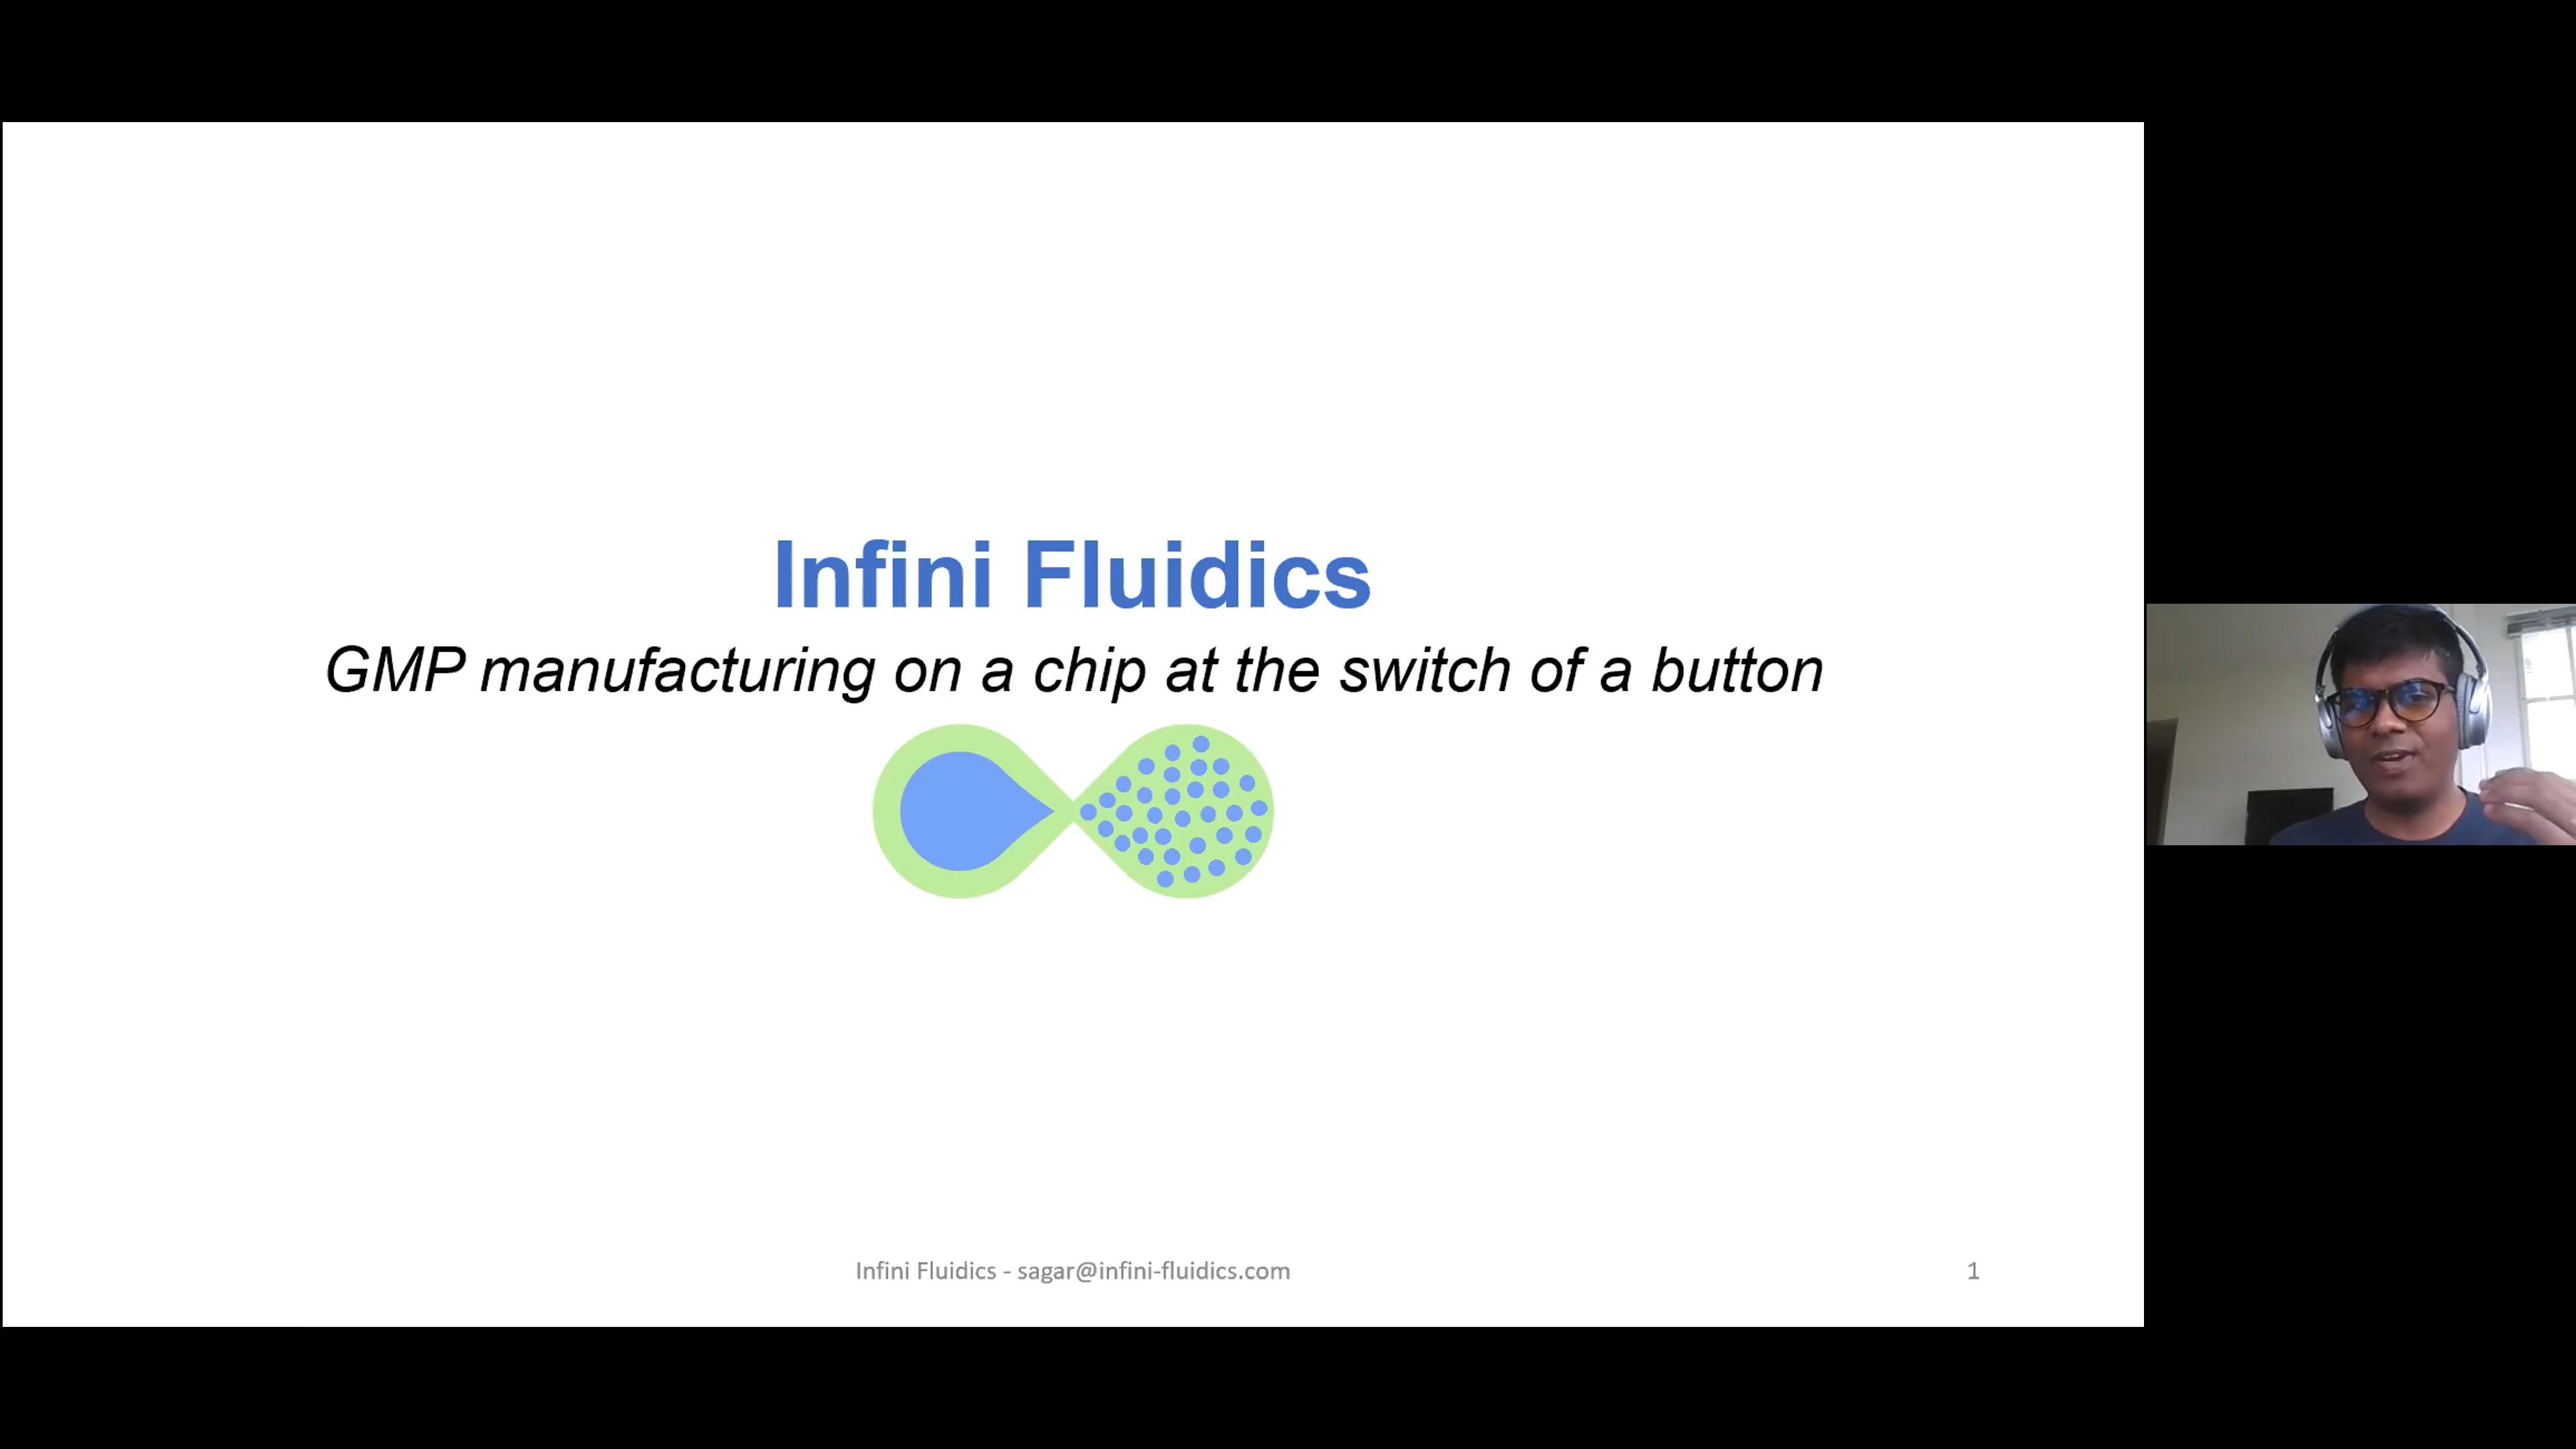 Infini Fluidics
GMP manufacturing on a chip at the switch of a button
Infini Fluidics - sagar@infini-fluidics.com
1